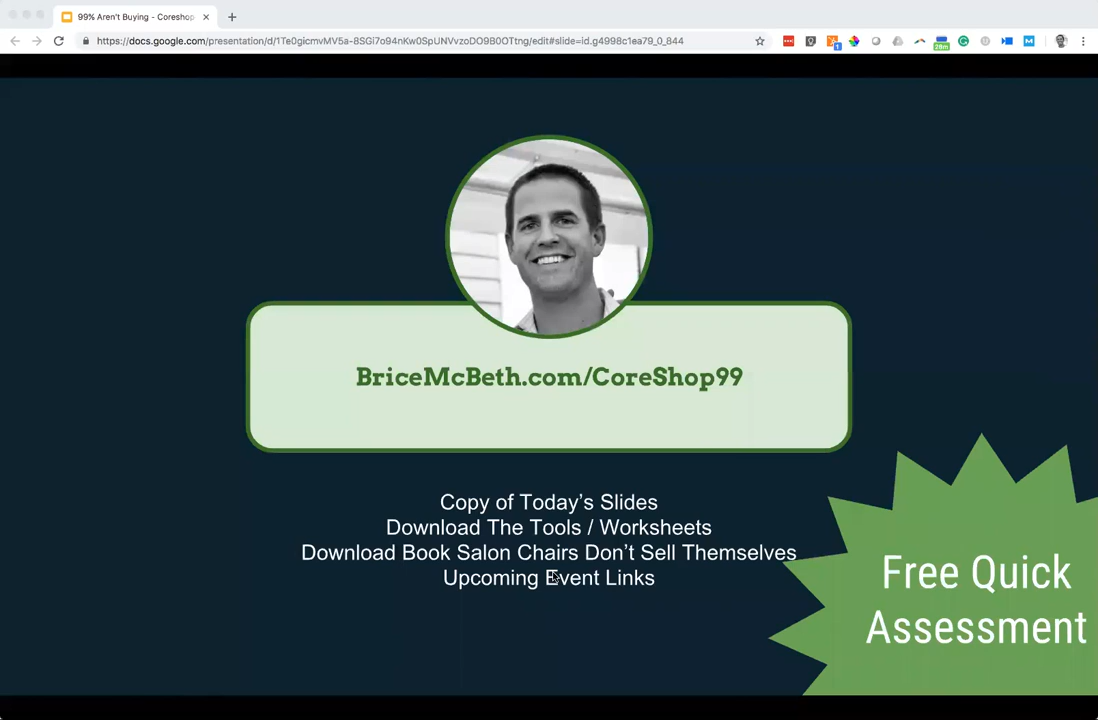 99% Aren't Buying - Coreshop
https://docs.google.com/presentation/d/1Te0gicmvMV5a-8SGi7o94nKw0SpUNVvzoDO9B0OTtng/edit#slide=id.g4998c1ea79_0_844
1
28m
BriceMcBeth.com/CoreShop99
Copy of Today's Slides
Download The Tools / Worksheets
Download Book Salon Chairs Don't Sell Themselves
Upcoming Event Links
Free Quick
Assessment